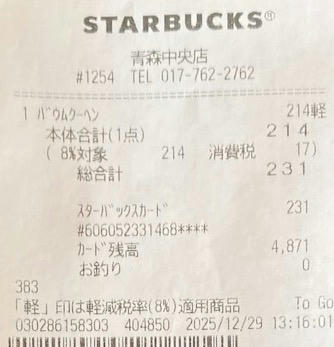 STARBUCKS®
青森中央店
#1254 TEL 017-762-2762
1 ﾊﾞｳﾑｸｰﾍﾝ 214軽
本体合計(1点) 214
( 8%対象 214 消費税 17)
総合計 231
ｽﾀｰﾊﾞｯｸｽｶｰﾄﾞ 231
#606052331468****
ｶｰﾄﾞ残高 4,871
お釣り 0
383
「軽」印は軽減税率(8%)適用商品 To Go
030286158303 404850 2025/12/29 13:16:01